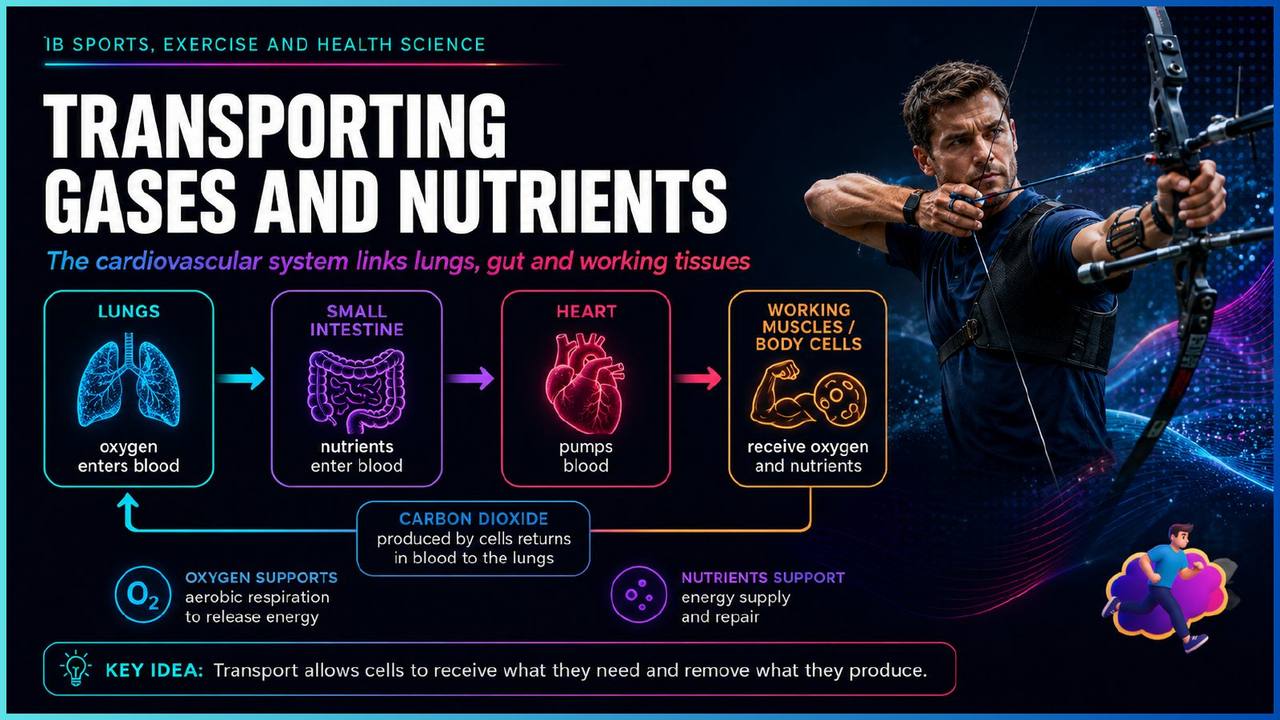 IB SPORTS, EXERCISE AND HEALTH SCIENCE
TRANSPORTING
GASES AND NUTRIENTS
The cardiovascular system links lungs, gut and working tissues
LUNGS
oxygen
enters blood
SMALL
INTESTINE
nutrients
enter blood
HEART
pumps
blood
WORKING
MUSCLES /
BODY CELLS
receive oxygen
and nutrients
CARBON DIOXIDE
produced by cells returns
in blood to the lungs
O₂
OXYGEN SUPPORTS
aerobic respiration
to release energy
NUTRIENTS SUPPORT
energy supply
and repair
KEY IDEA: Transport allows cells to receive what they need and remove what they produce.